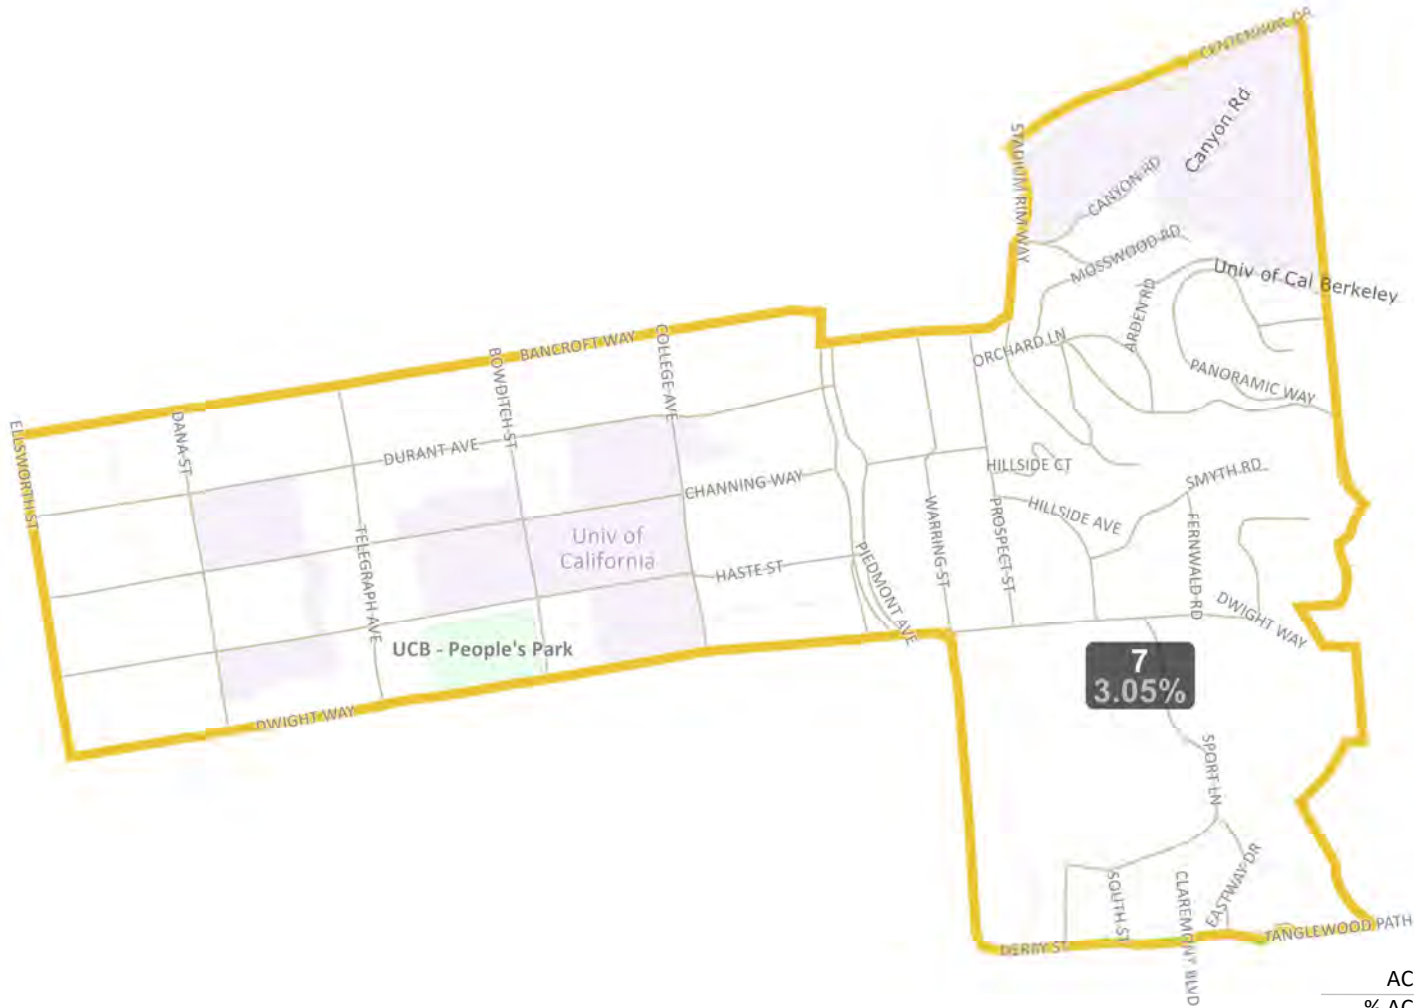 CENTENNIAL DR
Canyon Rd
STADIUM RIM WAY
CANYON RD
MOSSWOOD RD
Univ of Cal Berkeley
ARDEN RD
ORCHARD LN
PANORAMIC WAY
BANCROFT WAY
COLLEGE AVE
BOWDITCH ST
DANA ST
ELLSWORTH ST
DURANT AVE
CHANNING WAY
HILLSIDE CT
SMYTH RD
HILLSIDE AVE
WARRING ST
PROSPECT ST
FERNWALD RD
TELEGRAPH AVE
Univ of
California
HASTE ST
PIEDMONT AVE
DWIGHT WAY
UCB - People's Park
7
3.05%
DWIGHT WAY
SPORT LN
EASTWAY DR
SOUTH ST
CLAREMONT BLVD
DERBY ST
TANGLEWOOD PATH
AC
% AC